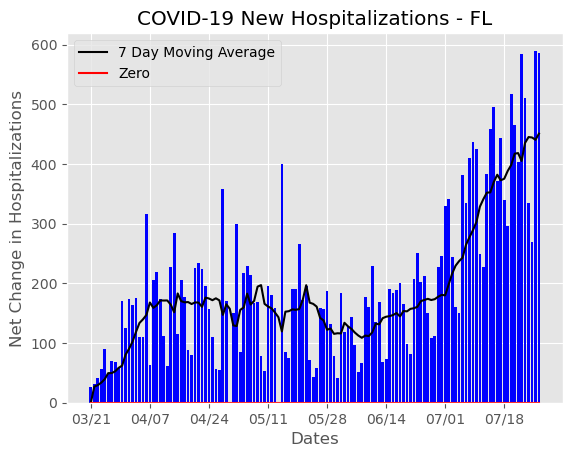 COVID-19 New Hospitalizations - FL
7 Day Moving Average
Zero
600
500
400
300
200
100
0
Net Change in Hospitalizations
03/21 04/07 04/24 05/11 05/28 06/14 07/01 07/18
Dates